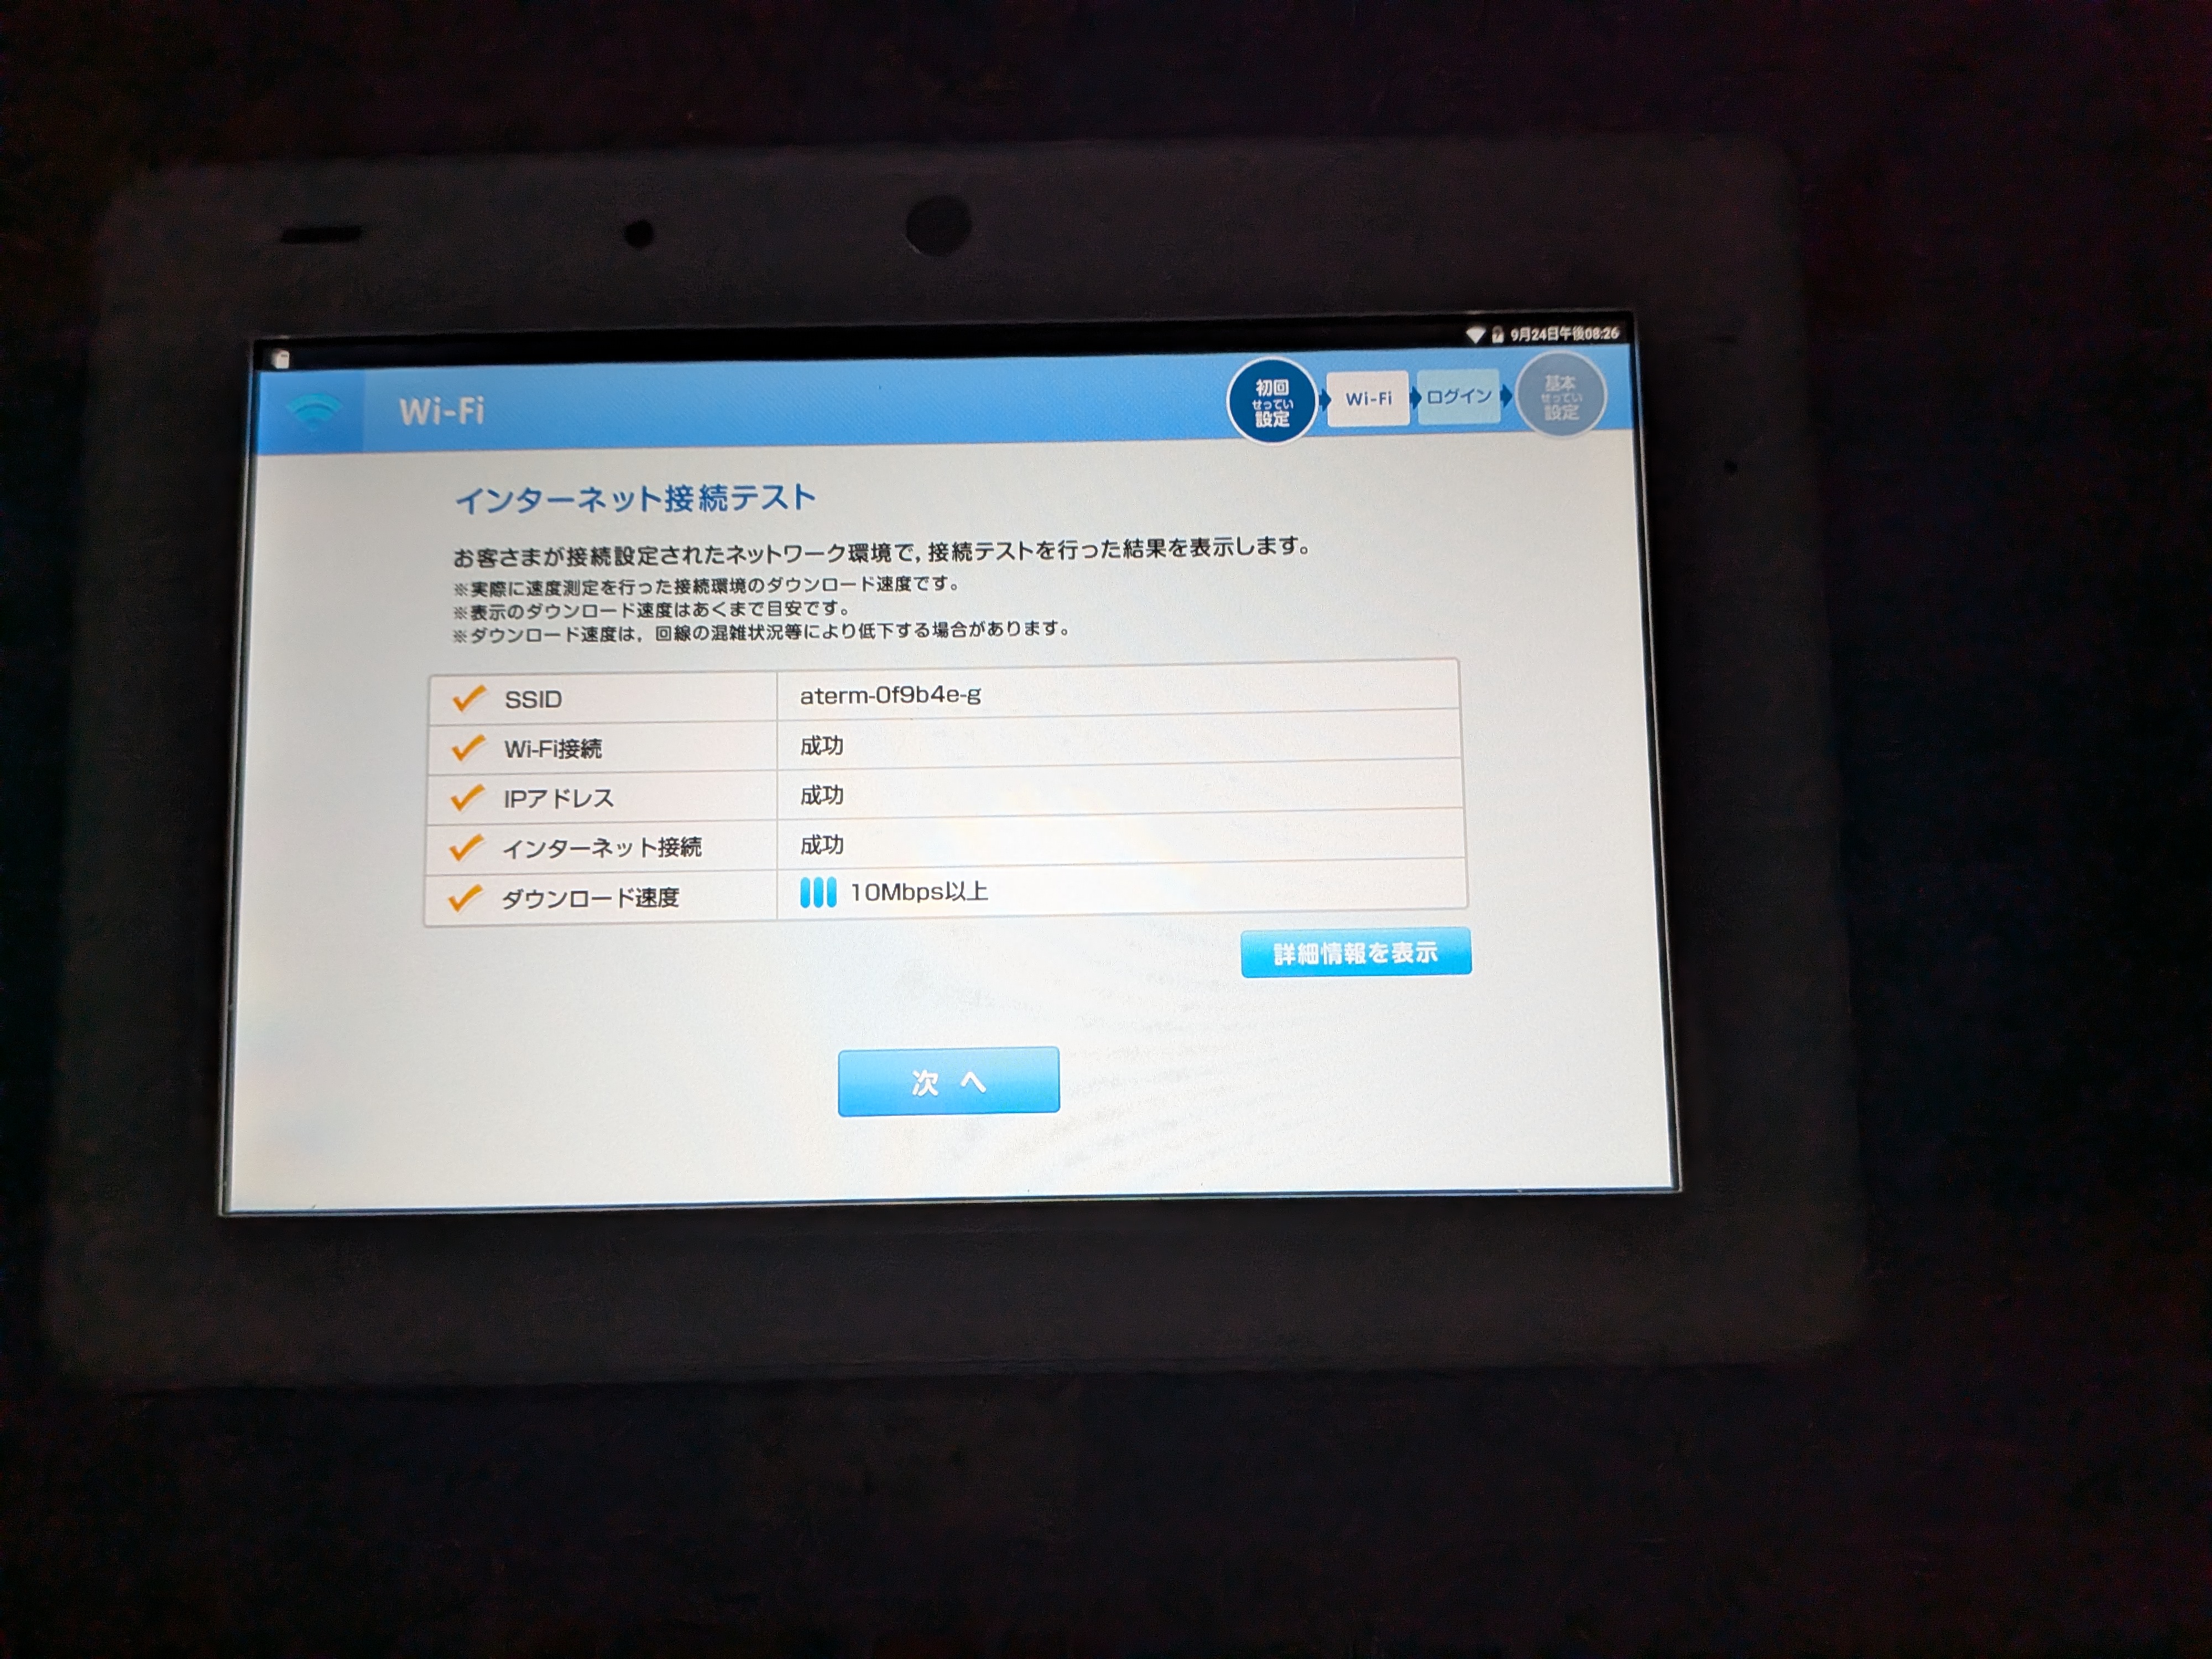 9月24日午後08:26
Wi-Fi
初回
せってい
設定
Wi-Fi
ログイン
基本
せってい
設定
インターネット接続テスト
お客さまが接続設定されたネットワーク環境で,接続テストを行った結果を表示します。
※実際に速度測定を行った接続環境のダウンロード速度です。
※表示のダウンロード速度はあくまで目安です。
※ダウンロード速度は,回線の混雑状況等により低下する場合があります。
SSID aterm-0f9b4e-g
Wi-Fi接続 成功
IPアドレス 成功
インターネット接続 成功
ダウンロード速度 10Mbps以上
詳細情報を表示
次へ